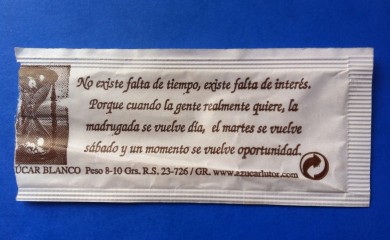 No existe falta de tiempo, existe falta de interés.
Porque cuando la gente realmente quiere, la
madrugada se vuelve día, el martes se vuelve
sábado y un momento se vuelve oportunidad.
ÚCAR BLANCO Peso 8-10 Grs. R.S. 23-726 / GR. www.azucarlutor.com